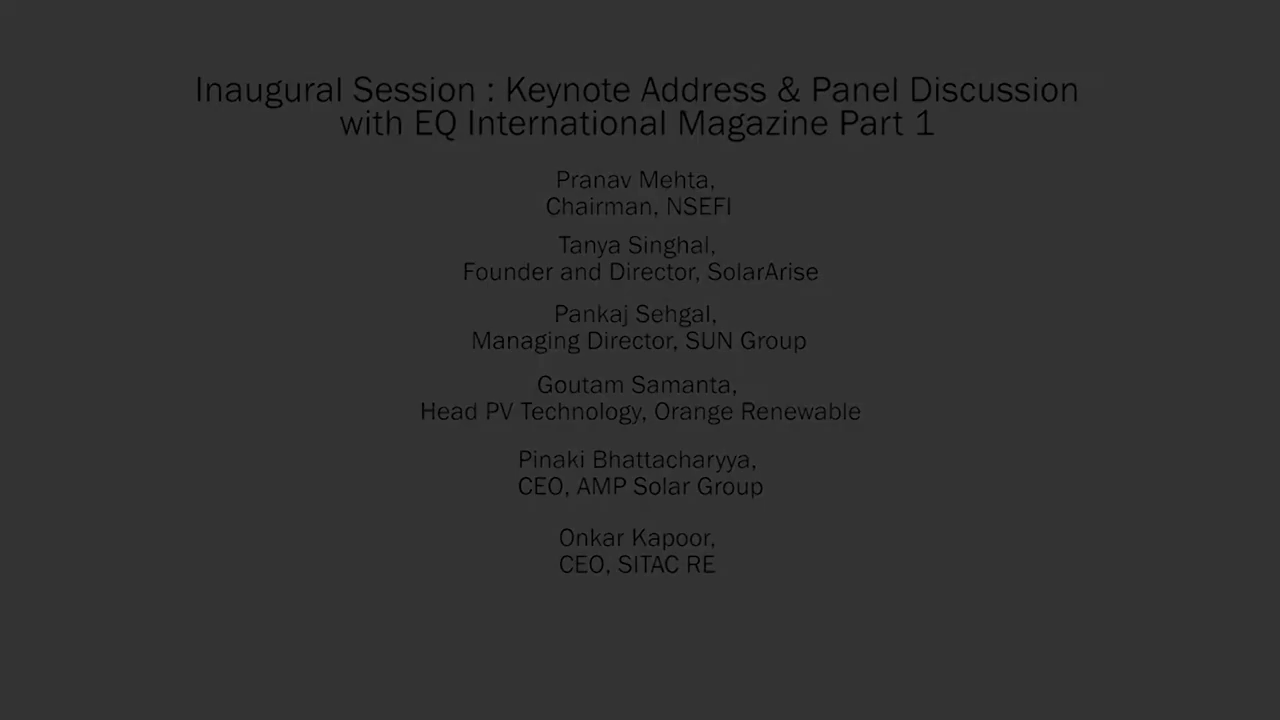 Inaugural Session : Keynote Address & Panel Discussion
with EQ International Magazine Part 1
Pranav Mehta,
Chairman, NSEFI
Tanya Singhal,
Founder and Director, SolarArise
Pankaj Sehgal,
Managing Director, SUN Group
Goutam Samanta,
Head PV Technology, Orange Renewable
Pinaki Bhattacharyya,
CEO, AMP Solar Group
Onkar Kapoor,
CEO, SITAC RE